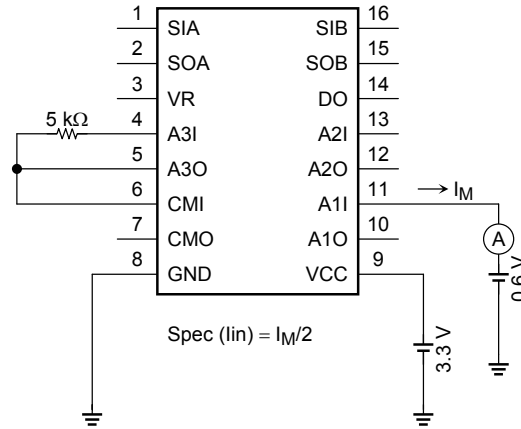 1 SIA SIB 16
2 SOA SOB 15
3 VR DO 14
5 kΩ 4 A3I A2I 13
5 A3O A2O 12
6 CMI A1I 11 I_M
A
7 CMO A1O 10
8 GND VCC 9
0.6 V
3.3 V
Spec (Iin) = I_M/2